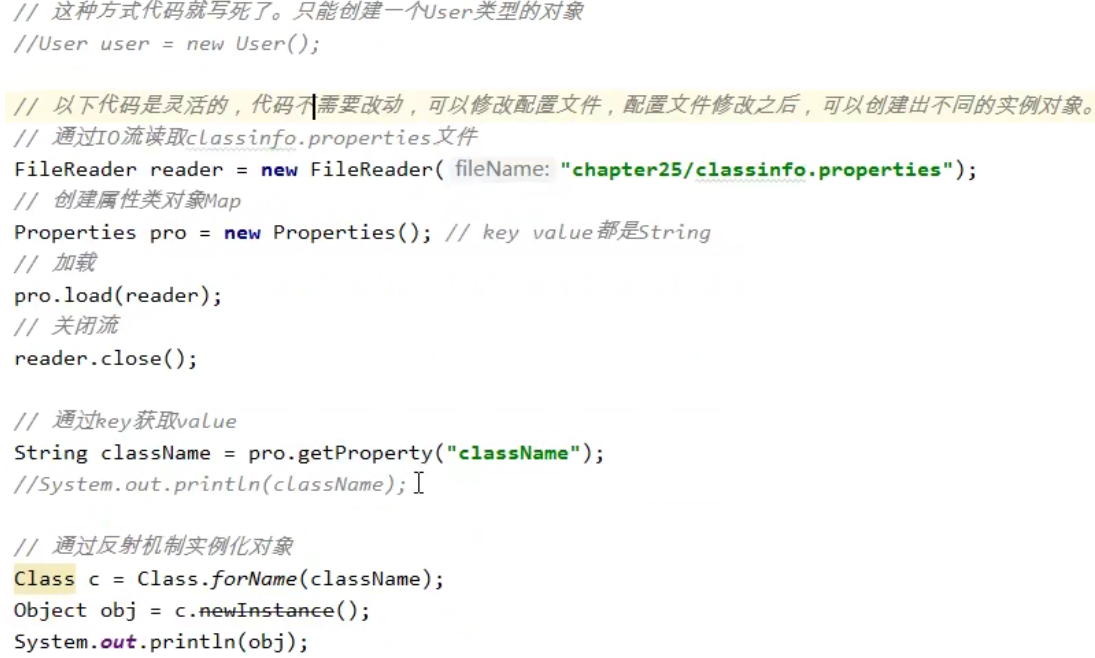 // 这种方式代码就写死了。只能创建一个User类型的对象
//User user = new User();
// 以下代码是灵活的，代码不需要改动，可以修改配置文件，配置文件修改之后，可以创建出不同的实例对象。
// 通过IO流读取classinfo.properties文件
FileReader reader = new FileReader( fileName: "chapter25/classinfo.properties");
// 创建属性类对象Map
Properties pro = new Properties(); // key value都是String
// 加载
pro.load(reader);
// 关闭流
reader.close();
// 通过key获取value
String className = pro.getProperty("className");
//System.out.println(className);
// 通过反射机制实例化对象
Class c = Class.forName(className);
Object obj = c.newInstance();
System.out.println(obj);